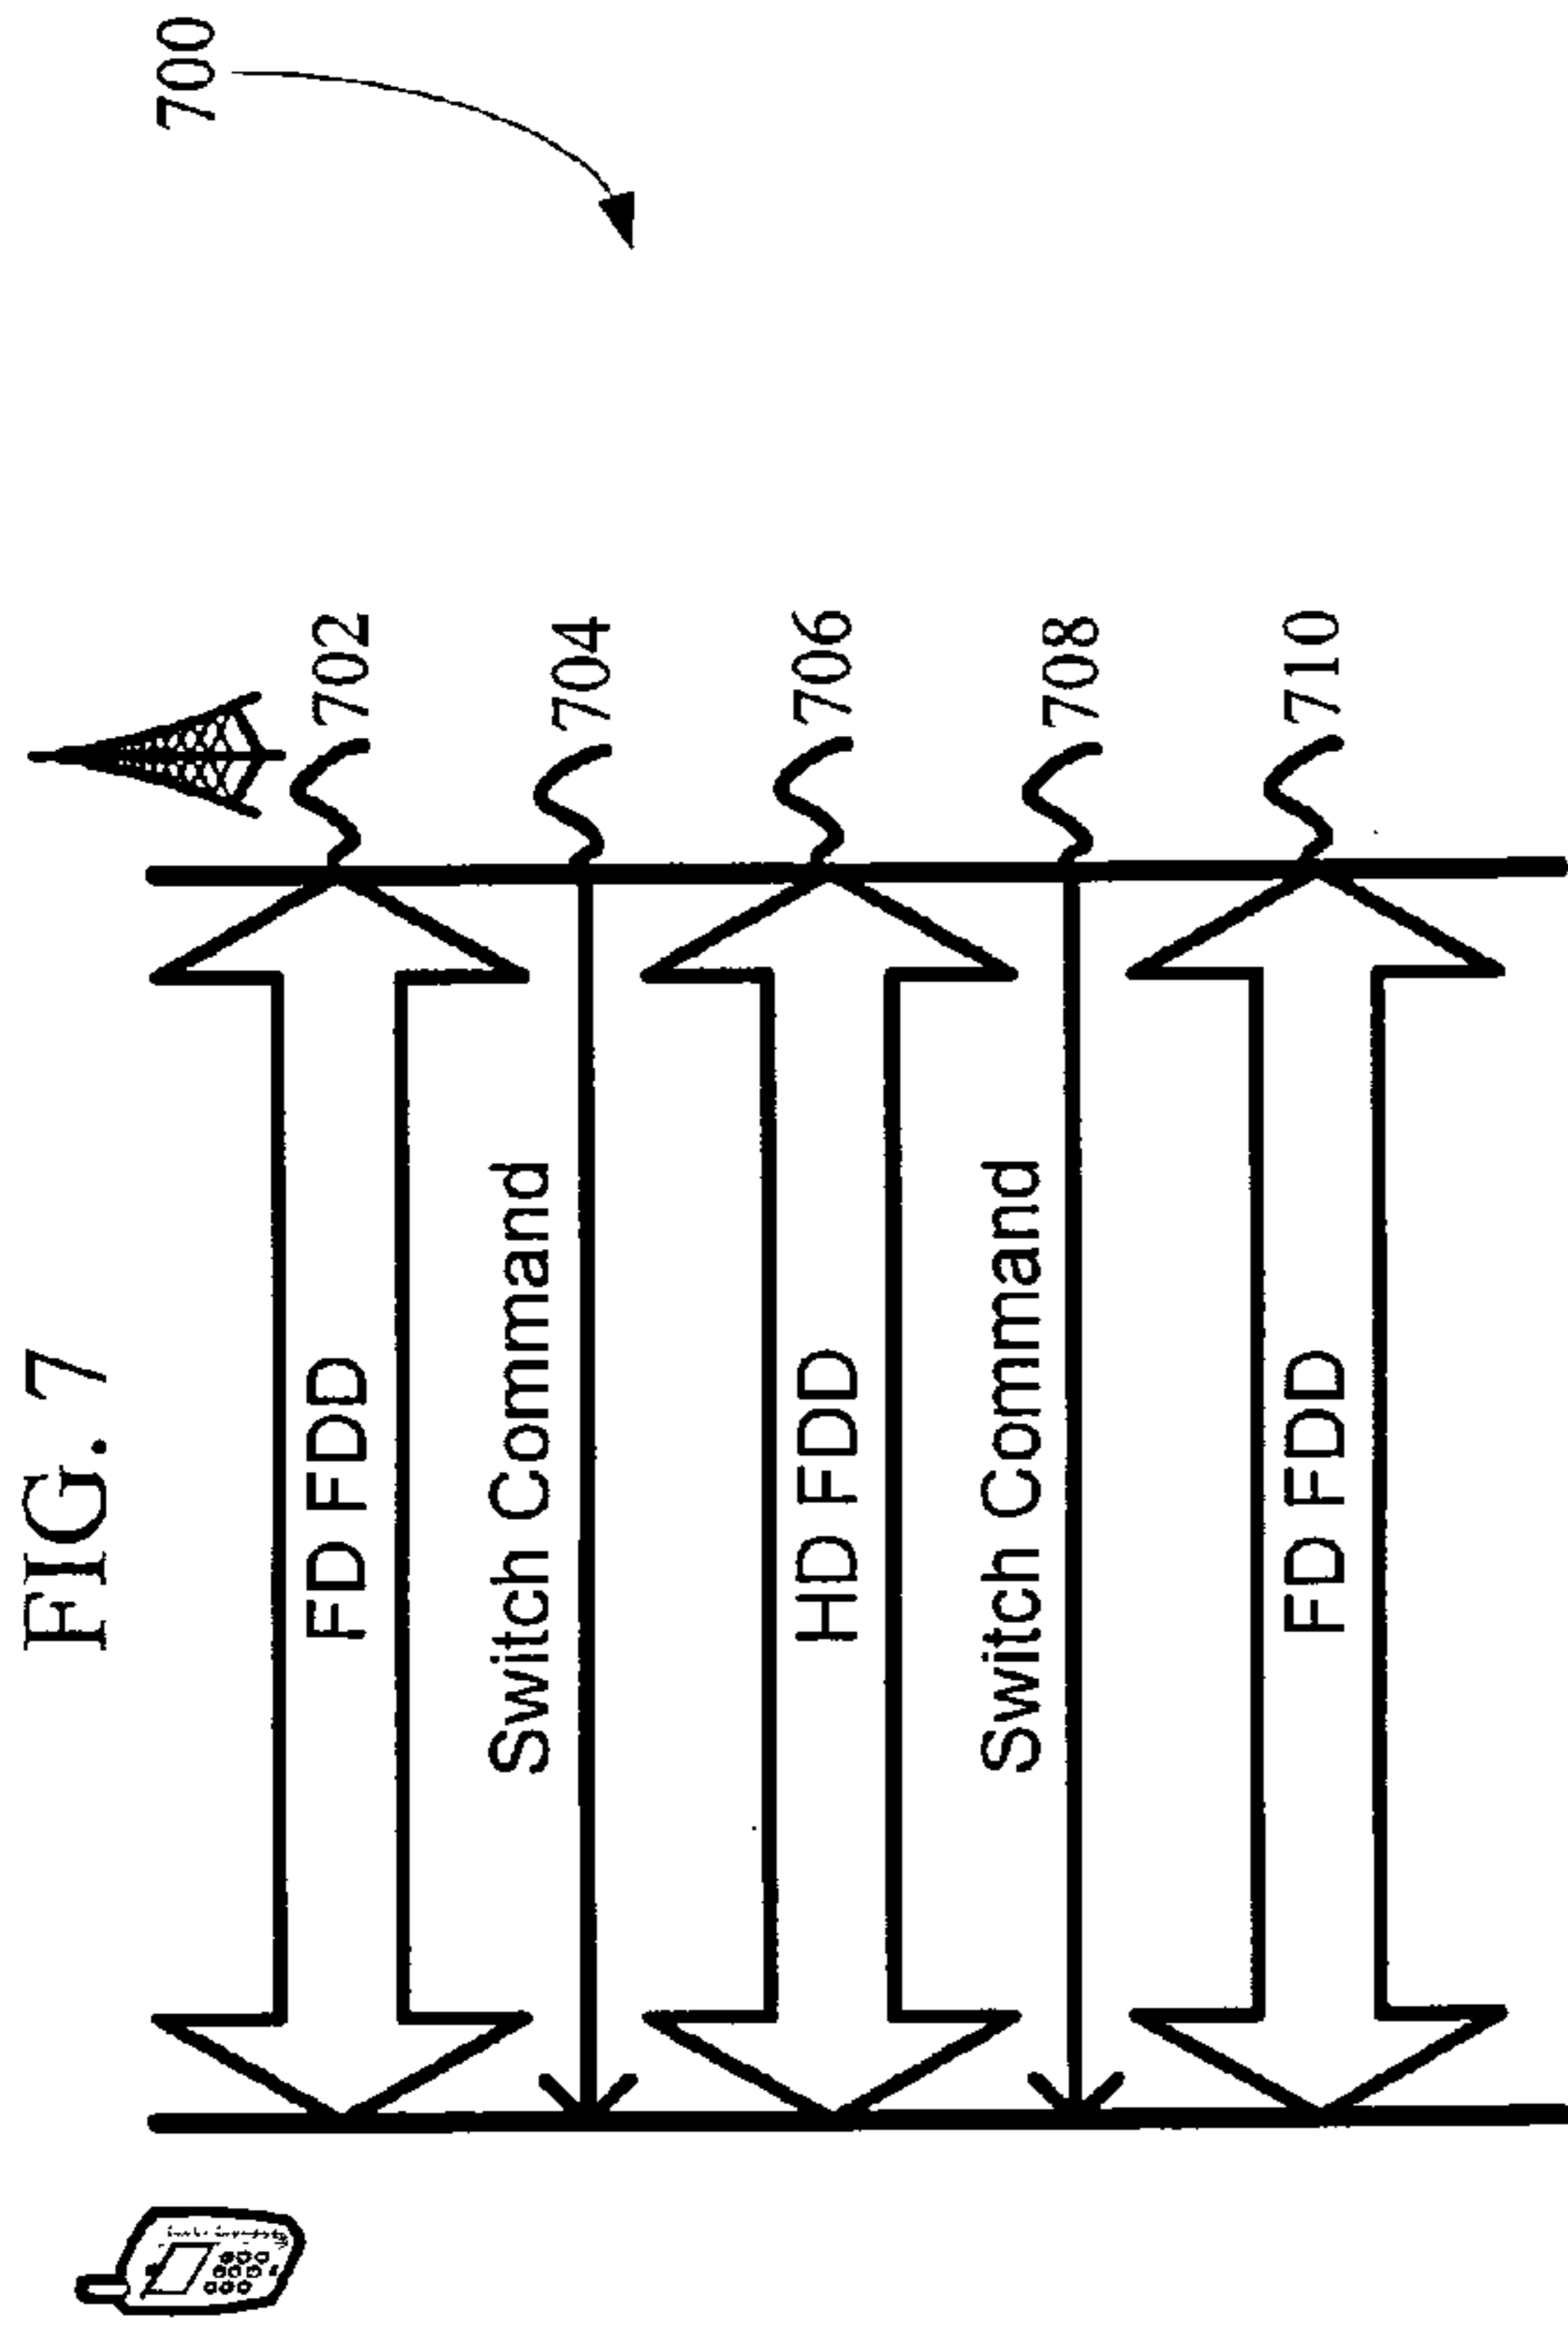 FIG. 7
700
702
FD FDD
704
Switch Command
706
HD FDD
708
Switch Command
710
FD FDD